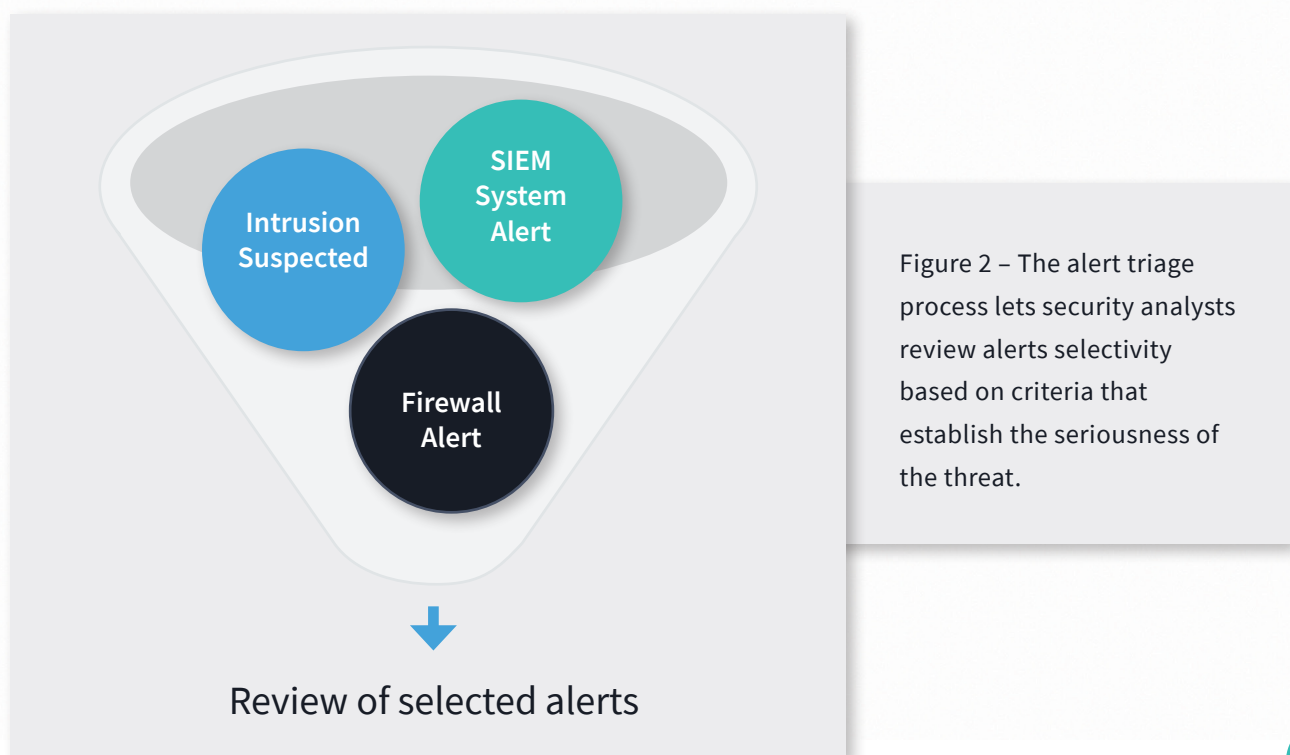 SIEM
System
Alert
Intrusion
Suspected
Firewall
Alert
Review of selected alerts
Figure 2 – The alert triage
process lets security analysts
review alerts selectivity
based on criteria that
establish the seriousness of
the threat.